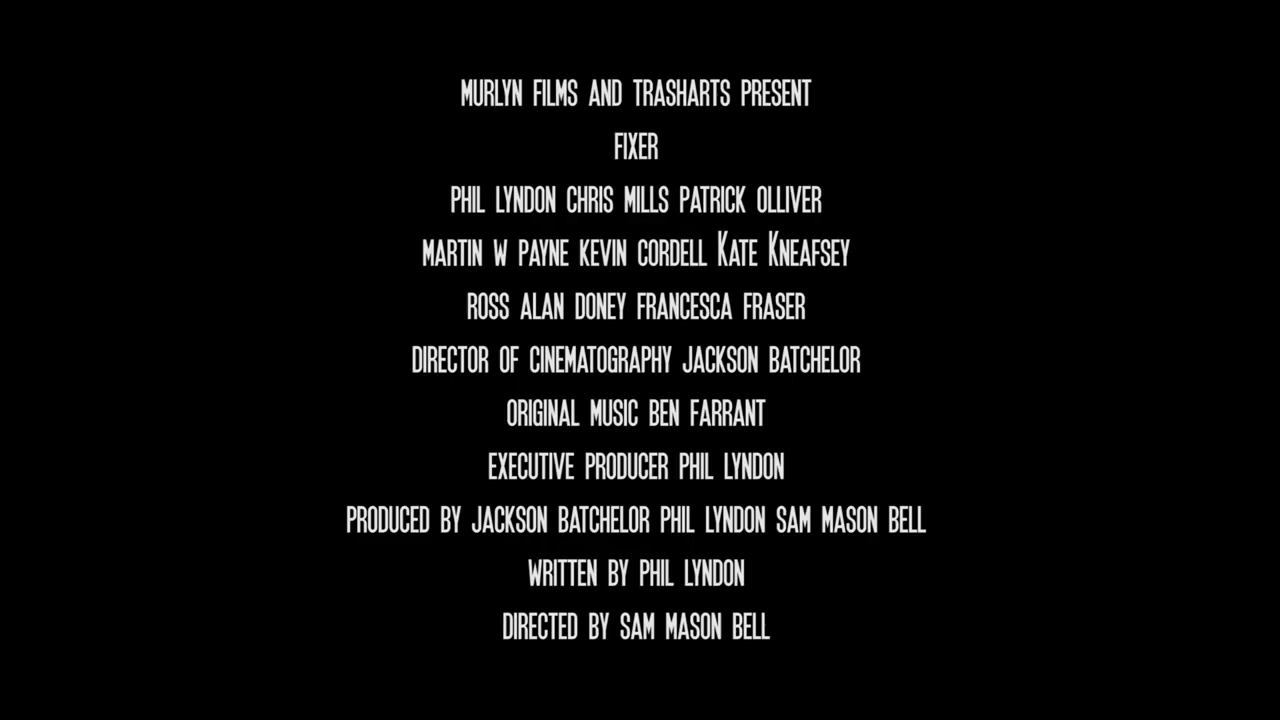 MURLYN FILMS AND TRASHARTS PRESENT
FIXER
PHIL LYNDON CHRIS MILLS PATRICK OLLIVER
MARTIN W PAYNE KEVIN CORDELL KATE KNEAFSEY
ROSS ALAN DONEY FRANCESCA FRASER
DIRECTOR OF CINEMATOGRAPHY JACKSON BATCHELOR
ORIGINAL MUSIC BEN FARRANT
EXECUTIVE PRODUCER PHIL LYNDON
PRODUCED BY JACKSON BATCHELOR PHIL LYNDON SAM MASON BELL
WRITTEN BY PHIL LYNDON
DIRECTED BY SAM MASON BELL